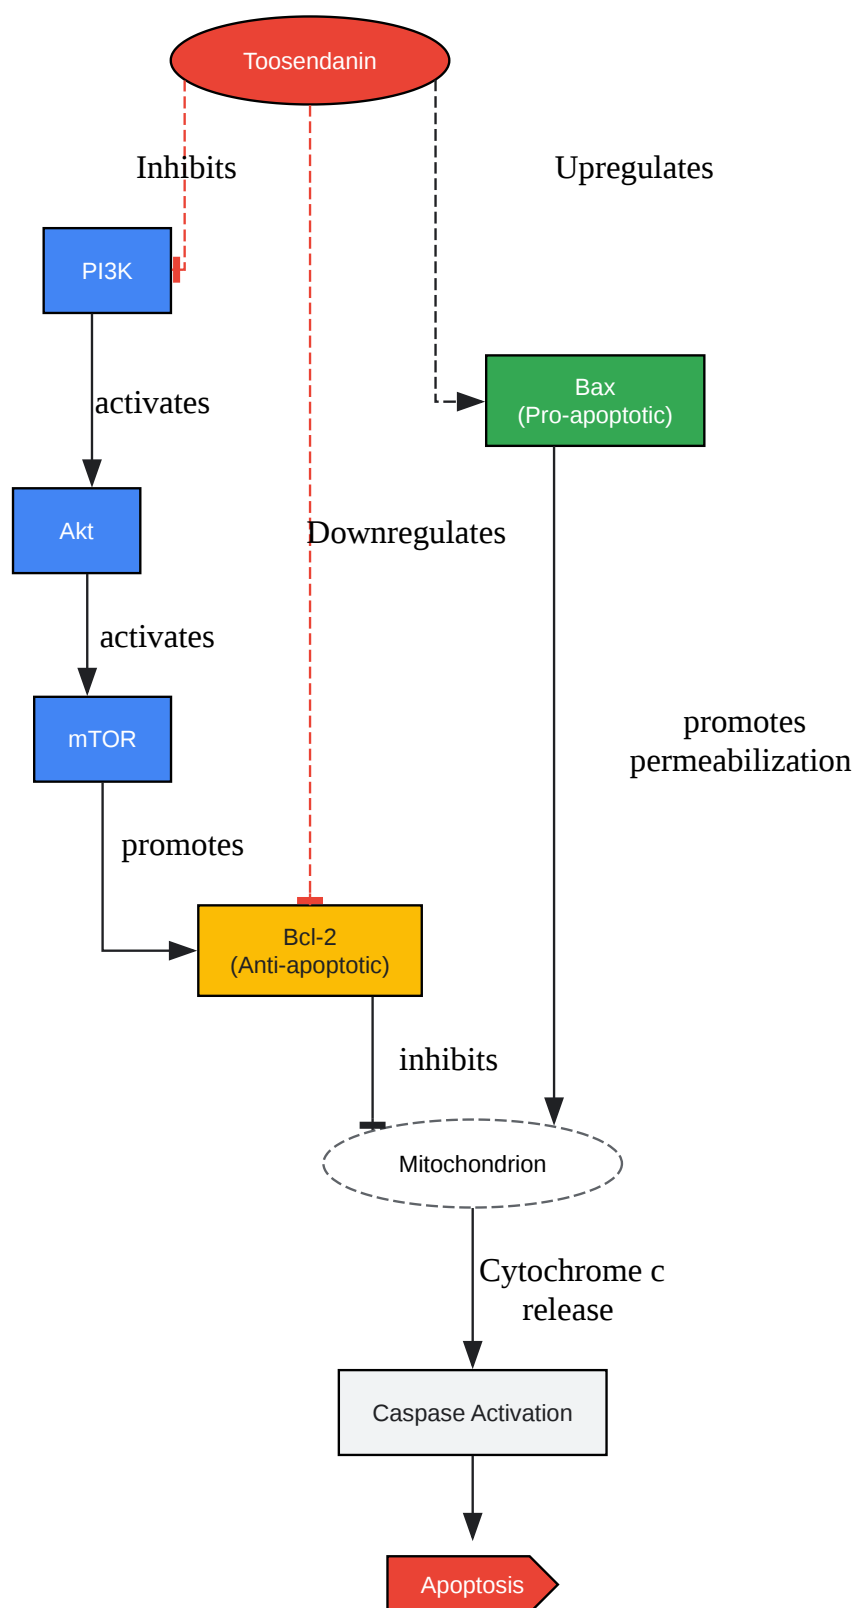 Toosendanin
Inhibits
Upregulates
PI3K
Bax
(Pro-apoptotic)
activates
Akt
Downregulates
activates
mTOR
promotes
permeabilization
promotes
Bcl-2
(Anti-apoptotic)
inhibits
Mitochondrion
Cytochrome c
release
Caspase Activation
Apoptosis